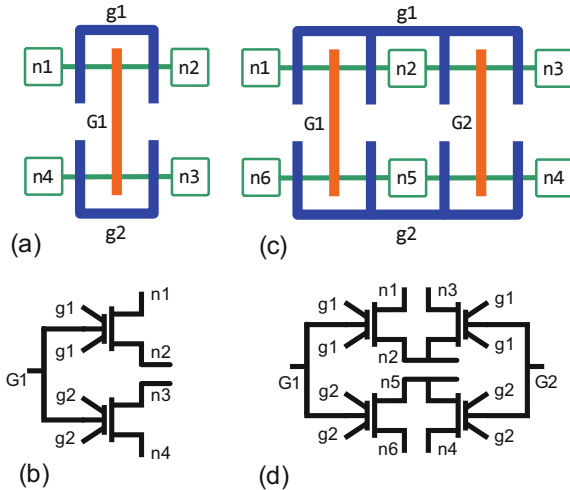 g1
n1 n2
G1
n4 n3
g2
(a)
g1
n1 n2 n3
G1 G2
n6 n5 n4
g2
(c)
g1 n1
g1
n2
G1
n3
g2
g2
n4
(b)
n1 n3
g1 g1
g1 g1
n2
G1 n5 G2
g2 g2
g2 g2
n6 n4
(d)